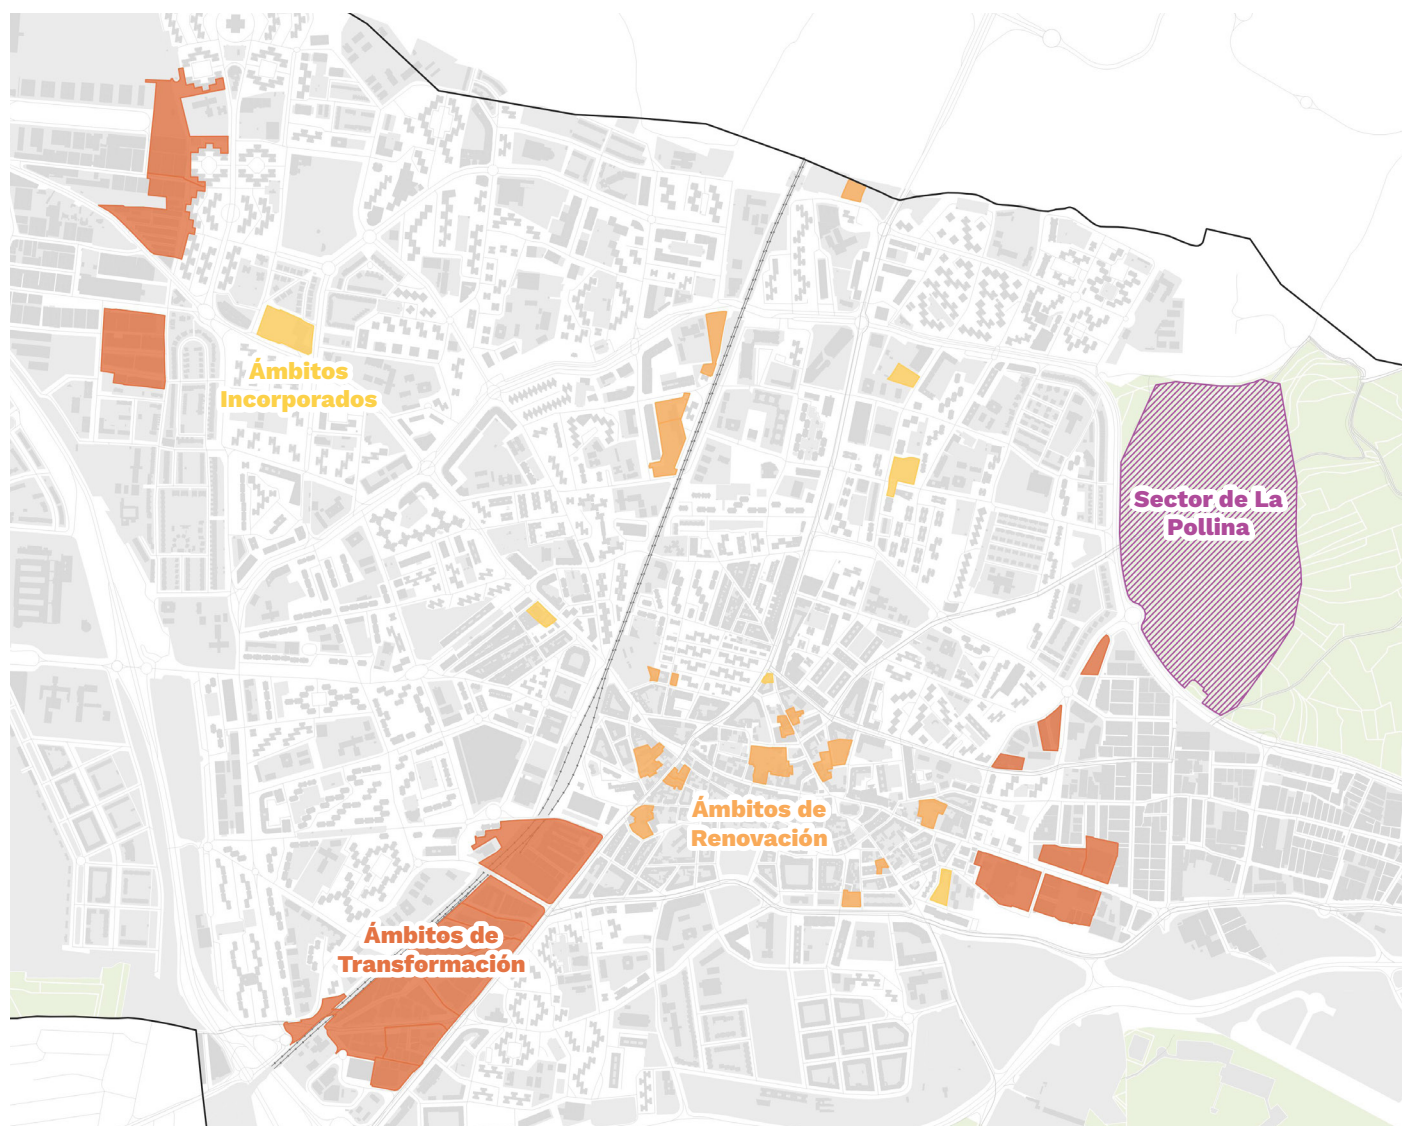 Ámbitos
Incorporados
Sector de La
Pollina
Ámbitos de
Renovación
Ámbitos de
Transformación